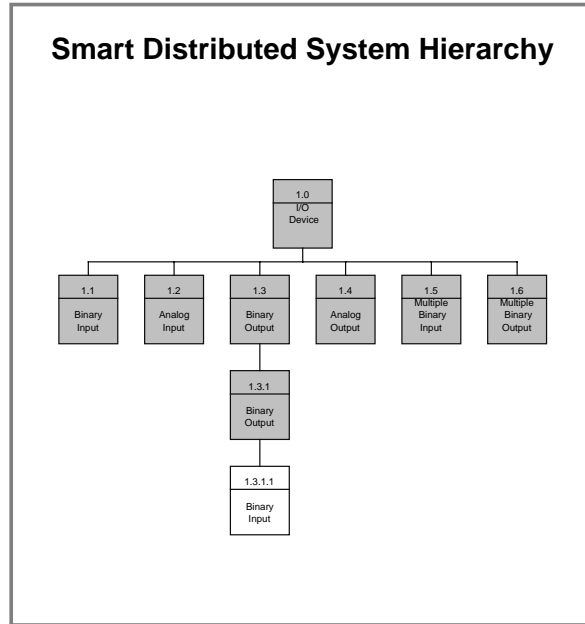 Smart Distributed System Hierarchy
1.0
I/O
Device
1.1
Binary
Input
1.2
Analog
Input
1.3
Binary
Output
1.4
Analog
Output
1.5
Multiple
Binary
Input
1.6
Multiple
Binary
Output
1.3.1
Binary
Output
1.3.1.1
Binary
Input